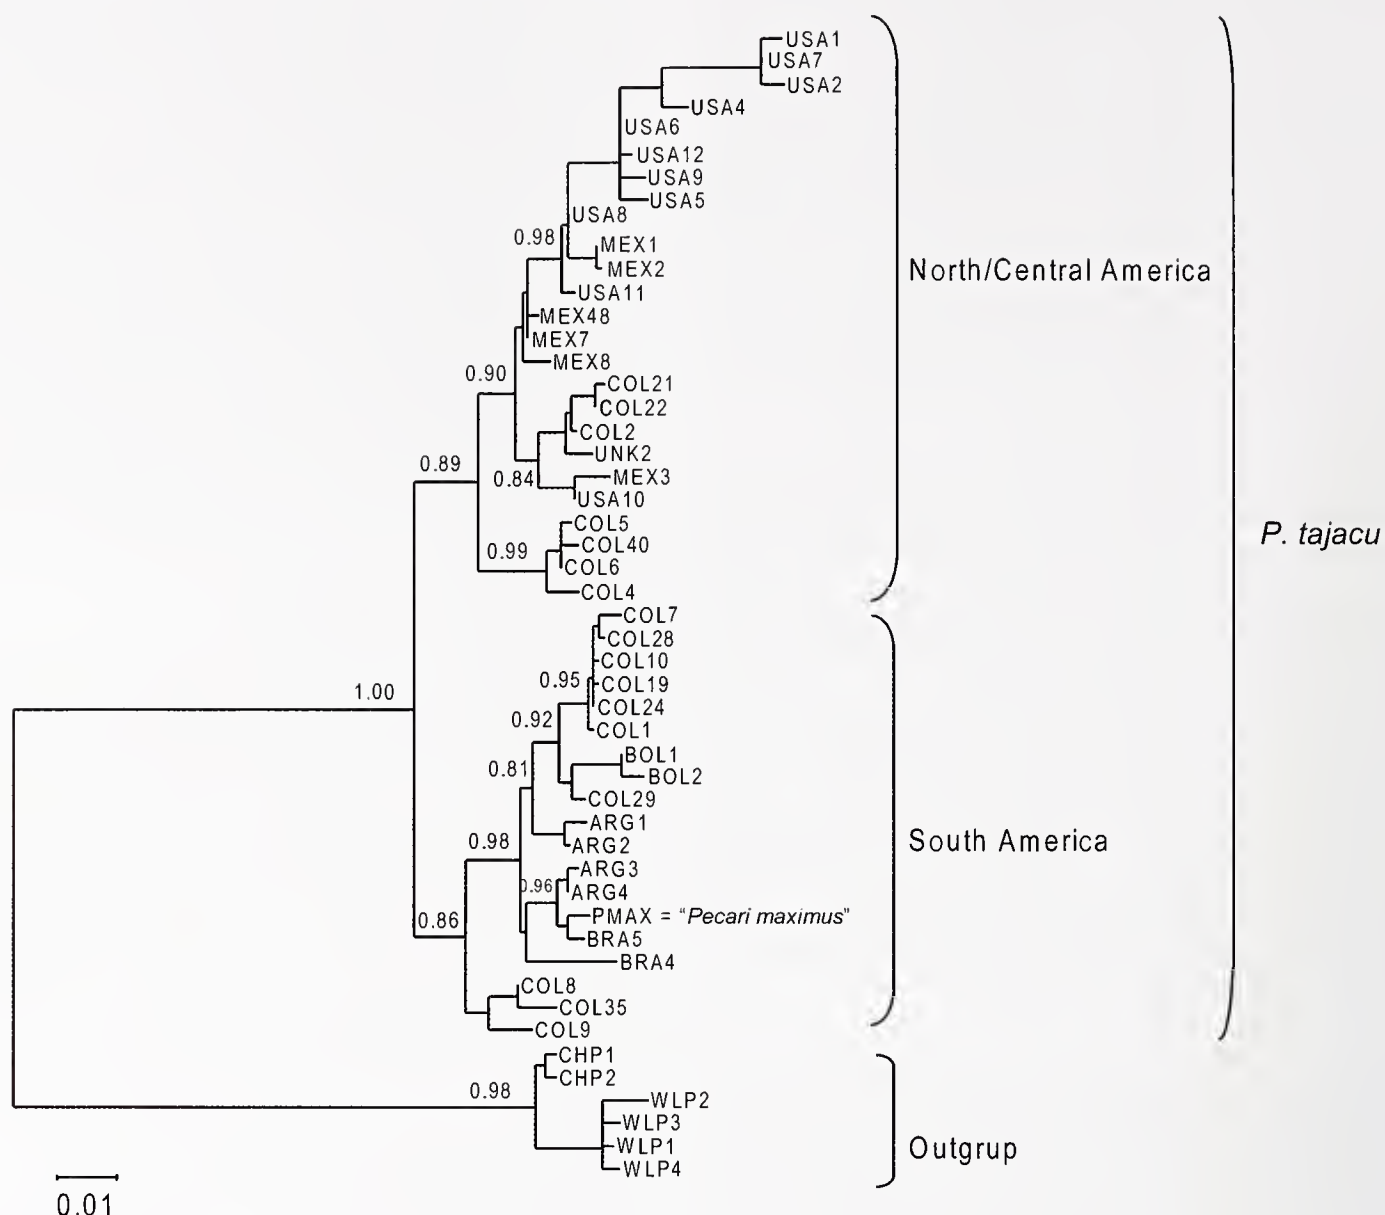 USA1
USA7
USA2
USA4
USA6
USA12
USA9
USA5
USA8
0.98
MEX1
MEX2
USA11
MEX48
MEX7
MEX8
0.90
COL21
COL22
COL2
UNK2
0.89
0.84
MEX3
USA10
COL5
COL40
0.99
COL6
COL4
North/Central America
P. tajacu
COL7
COL28
COL10
0.95
COL19
1.00
COL24
0.92
COL1
BOL1
0.81
BOL2
COL29
ARG1
0.98
ARG2
South America
ARG3
0.96
ARG4
PMAX = "Pecari maximus"
0.86
BRA5
BRA4
COL8
COL35
COL9
CHP1
CHP2
0.98
WLP2
WLP3
WLP1
WLP4
Outgrup
0.01